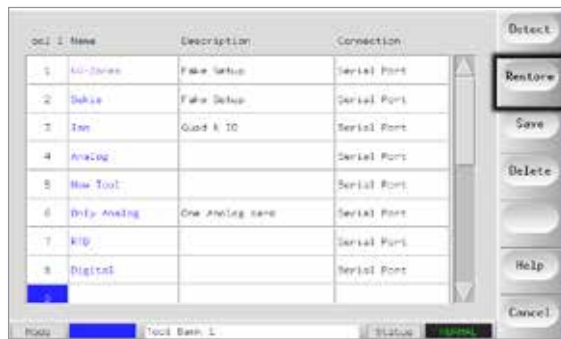 Name Description Connection
1 Fake Setup Serial Port
2 Fake Setup Serial Port
3 Quad & IO Serial Port
4 Analog Serial Port
5 New Tool Serial Port
6 Only Analog One Analog card Serial Port
7 RTD Serial Port
8 Digital Serial Port
9
Mode Tool Bank 1 Status NORMAL
Detect
Restore
Save
Delete
Help
Cancel